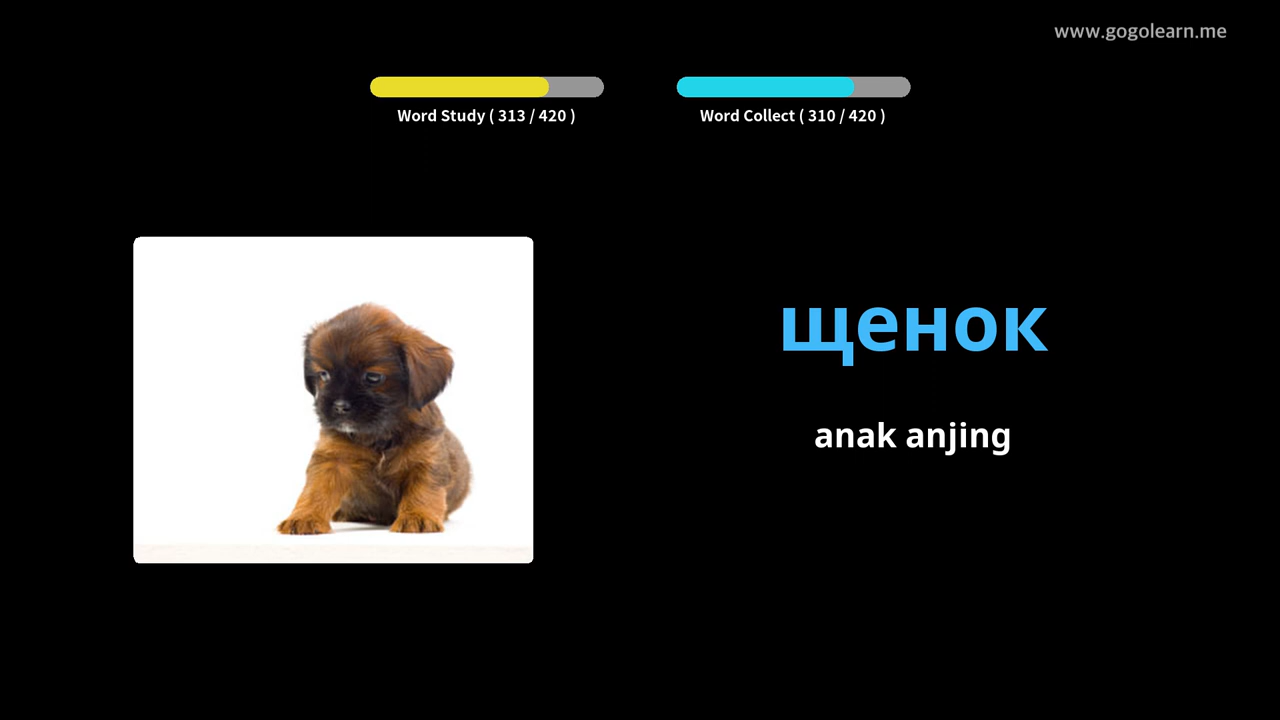 www.gogolearn.me
Word Study ( 313 / 420 )
Word Collect ( 310 / 420 )
щенок
anak anjing